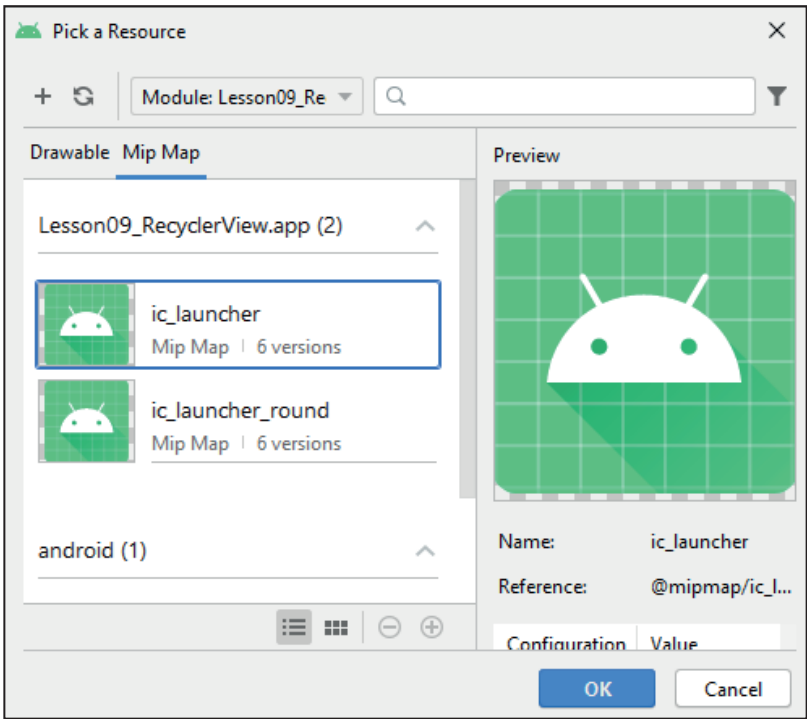 Pick a Resource
Module: Lesson09_Re
Drawable Mip Map
Lesson09_RecyclerView.app (2)
ic_launcher
Mip Map | 6 versions
ic_launcher_round
Mip Map | 6 versions
android (1)
Preview
Name: ic_launcher
Reference: @mipmap/ic_l...
Configuration Value
OK Cancel